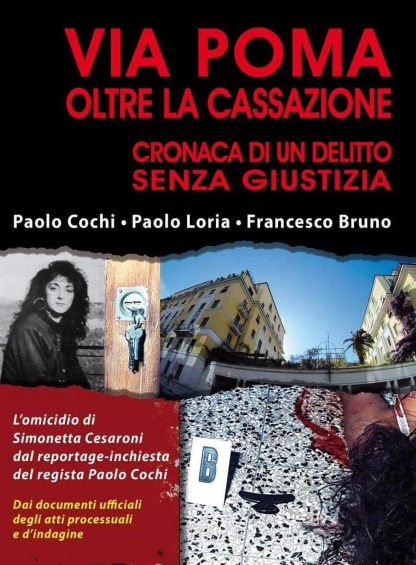 VIA POMA
OLTRE LA CASSAZIONE
CRONACA DI UN DELITTO
SENZA GIUSTIZIA
Paolo Cochi • Paolo Loria • Francesco Bruno
L'omicidio di
Simonetta Cesaroni
dal reportage-inchiesta
del regista Paolo Cochi
Dai documenti ufficiali
degli atti processuali
e d'indagine
B